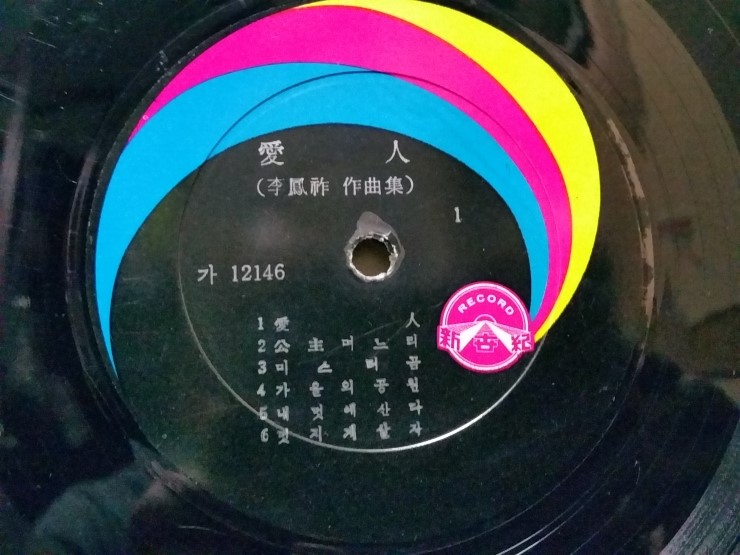 愛 人
(李鳳祚 作曲集)
1
가 12146
1 愛 人
2 公 主 며 느 리
3 미 스 터 곰
4 가 을 의 공 원
5 내 멋 에 산 다
6 멋 지 게 살 자
RECORD
新世紀